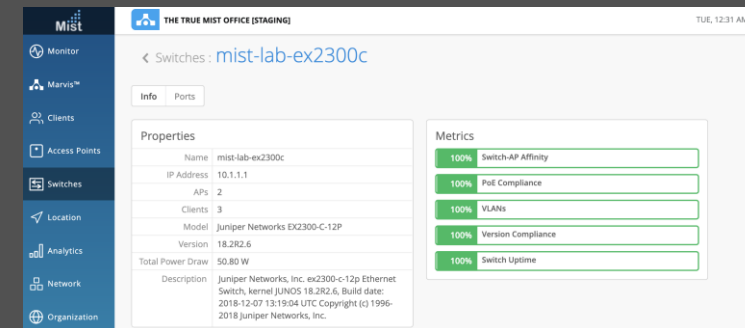 Mist
THE TRUE MIST OFFICE [STAGING]
TUE, 12:31 AM
Monitor
Marvis™
Clients
Access Points
Switches
Location
Analytics
Network
Organization
< Switches : mist-lab-ex2300c
Info Ports
Properties
Name mist-lab-ex2300c
IP Address 10.1.1.1
APs 2
Clients 3
Model Juniper Networks EX2300-C-12P
Version 18.2R2.6
Total Power Draw 50.80 W
Description Juniper Networks, Inc. ex2300-c-12p Ethernet
Switch, kernel JUNOS 18.2R2.6, Build date:
2018-12-07 13:19:04 UTC Copyright (c) 1996-
2018 Juniper Networks, Inc.
Metrics
100% Switch-AP Affinity
100% PoE Compliance
100% VLANs
100% Version Compliance
100% Switch Uptime